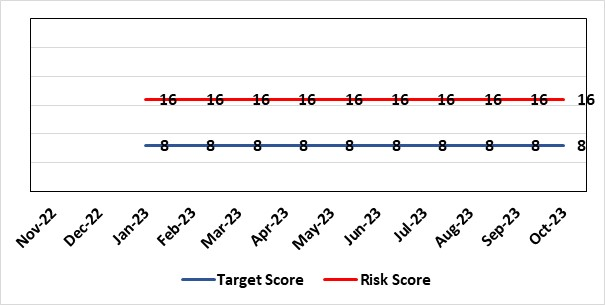 16 16 16 16 16 16 16 16 16 16
8 8 8 8 8 8 8 8 8 8
Nov-22 Dec-22 Jan-23 Feb-23 Mar-23 Apr-23 May-23 Jun-23 Jul-23 Aug-23 Sep-23 Oct-23
Target Score Risk Score